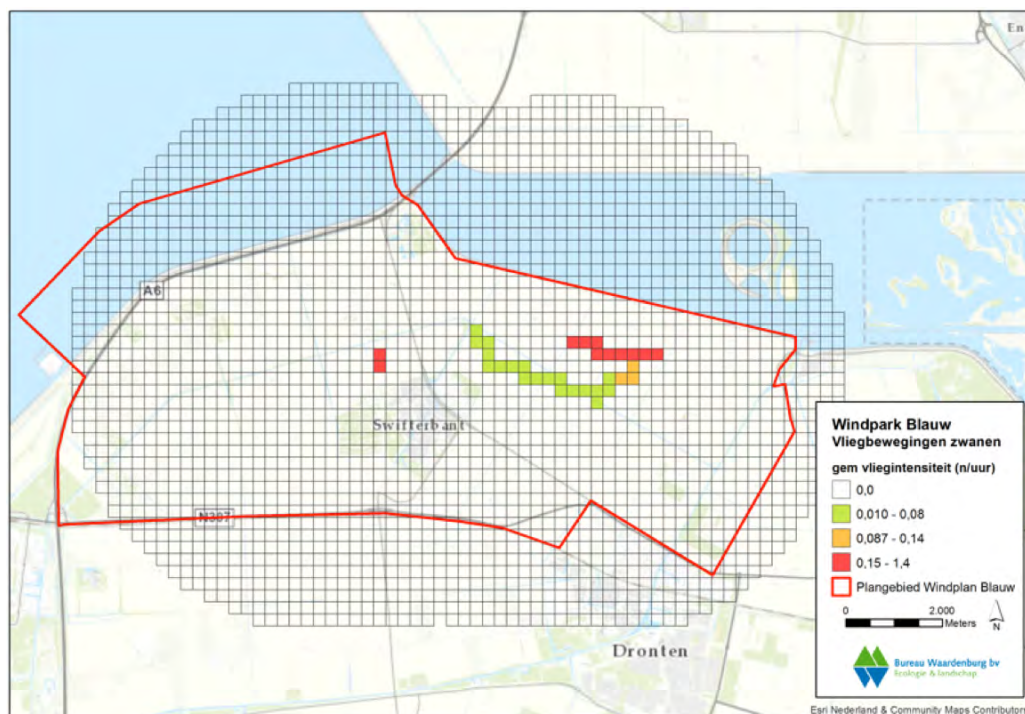 En
A6
Swifterbant
N307
Dronten
Windpark Blauw
Vliegbewegingen zwanen
gem vliegintensiteit (n/uur)
0,0
0,010 - 0,08
0,087 - 0,14
0,15 - 1,4
Plangebied Windplan Blauw
0 2.000
Meters
N
Bureau Waardenburg bv
Ecologie & landschap
Esri Nederland & Community Maps Contributors